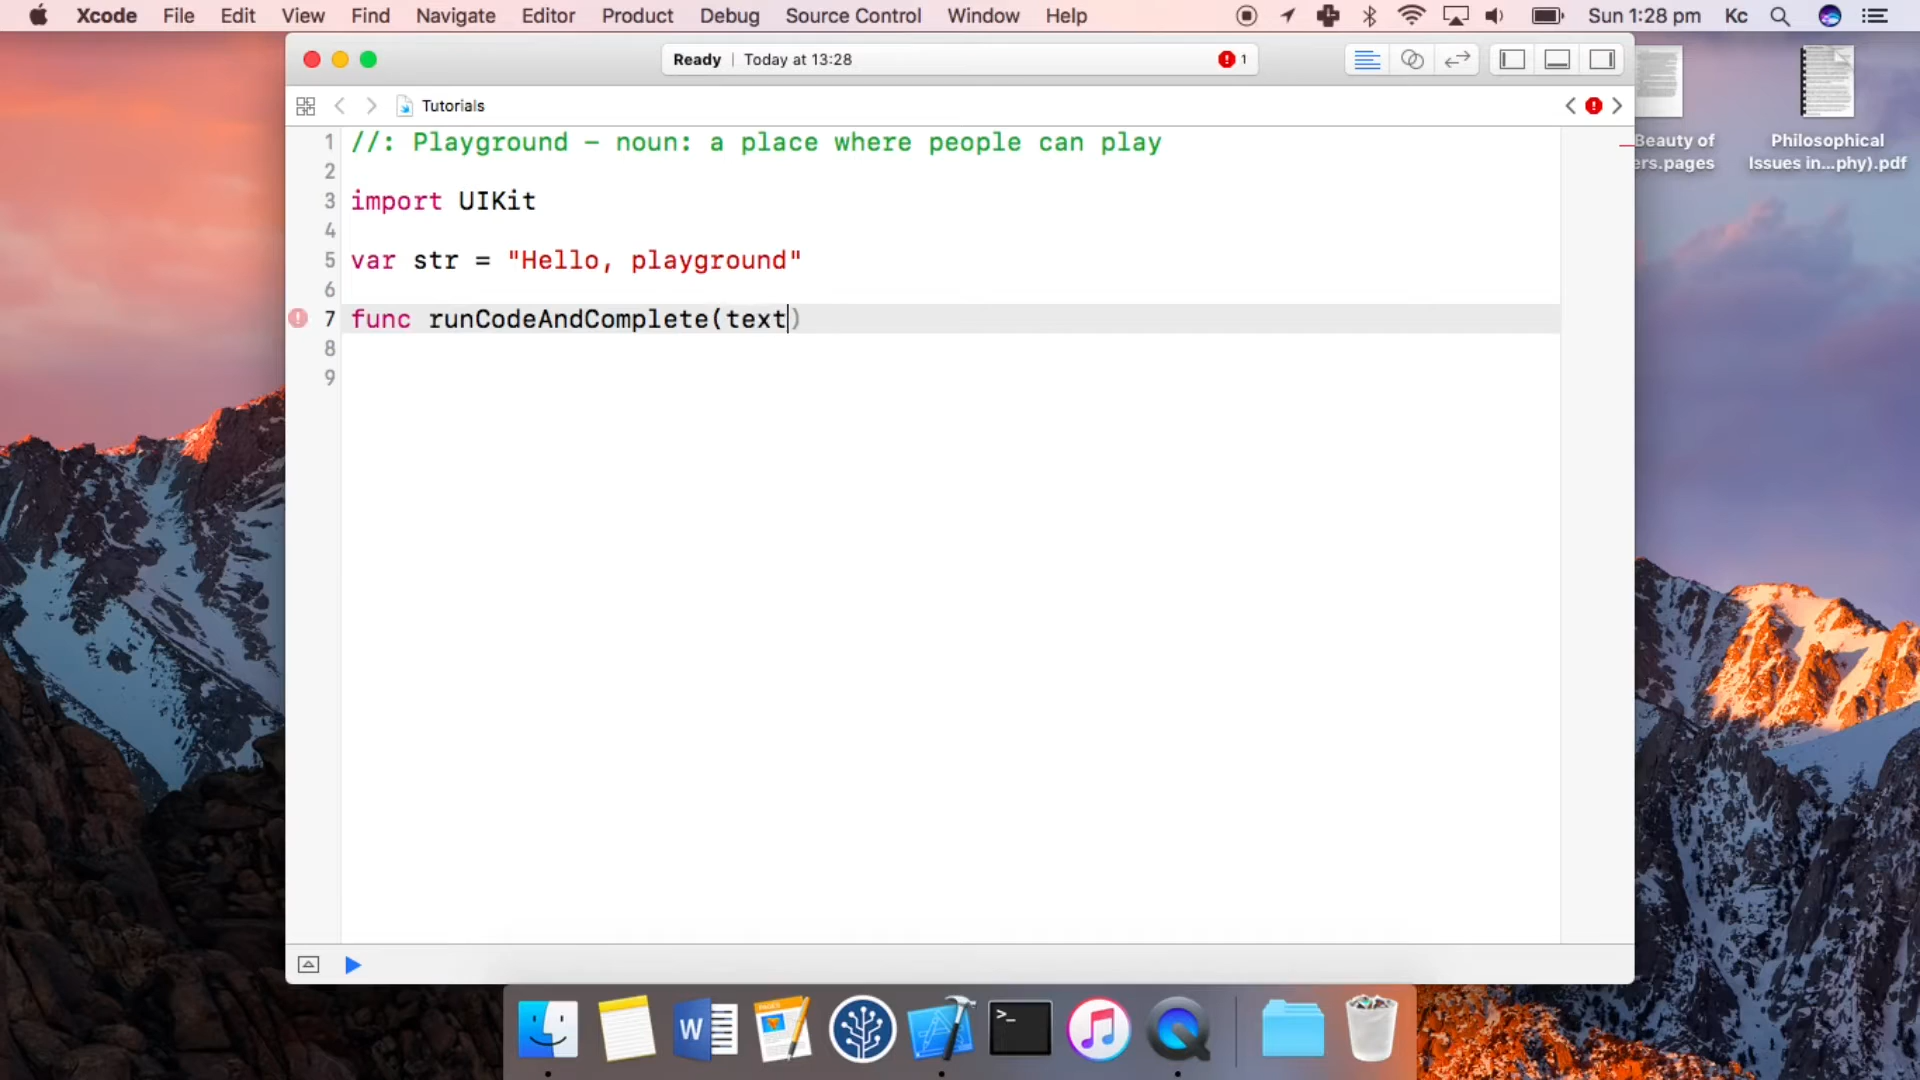 Xcode File Edit View Find Navigate Editor Product Debug Source Control Window Help Sun 1:28 pm Kc
Ready | Today at 13:28 1
Tutorials
1 //: Playground - noun: a place where people can play
2
3 import UIKit
4
5 var str = "Hello, playground"
6
7 func runCodeAndComplete(text)
8
9
Beauty of
ers.pages
Philosophical
Issues in...phy).pdf
W
PAGES
>_